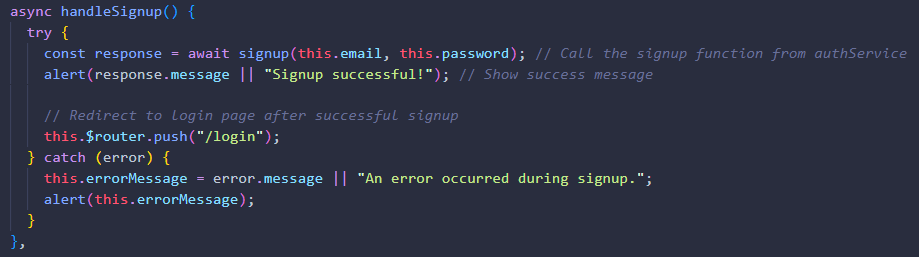 async handleSignup() {
try {
const response = await signup(this.email, this.password); // Call the signup function from authService
alert(response.message || "Signup successful!"); // Show success message
// Redirect to login page after successful signup
this.$router.push("/login");
} catch (error) {
this.errorMessage = error.message || "An error occurred during signup.";
alert(this.errorMessage);
}
},